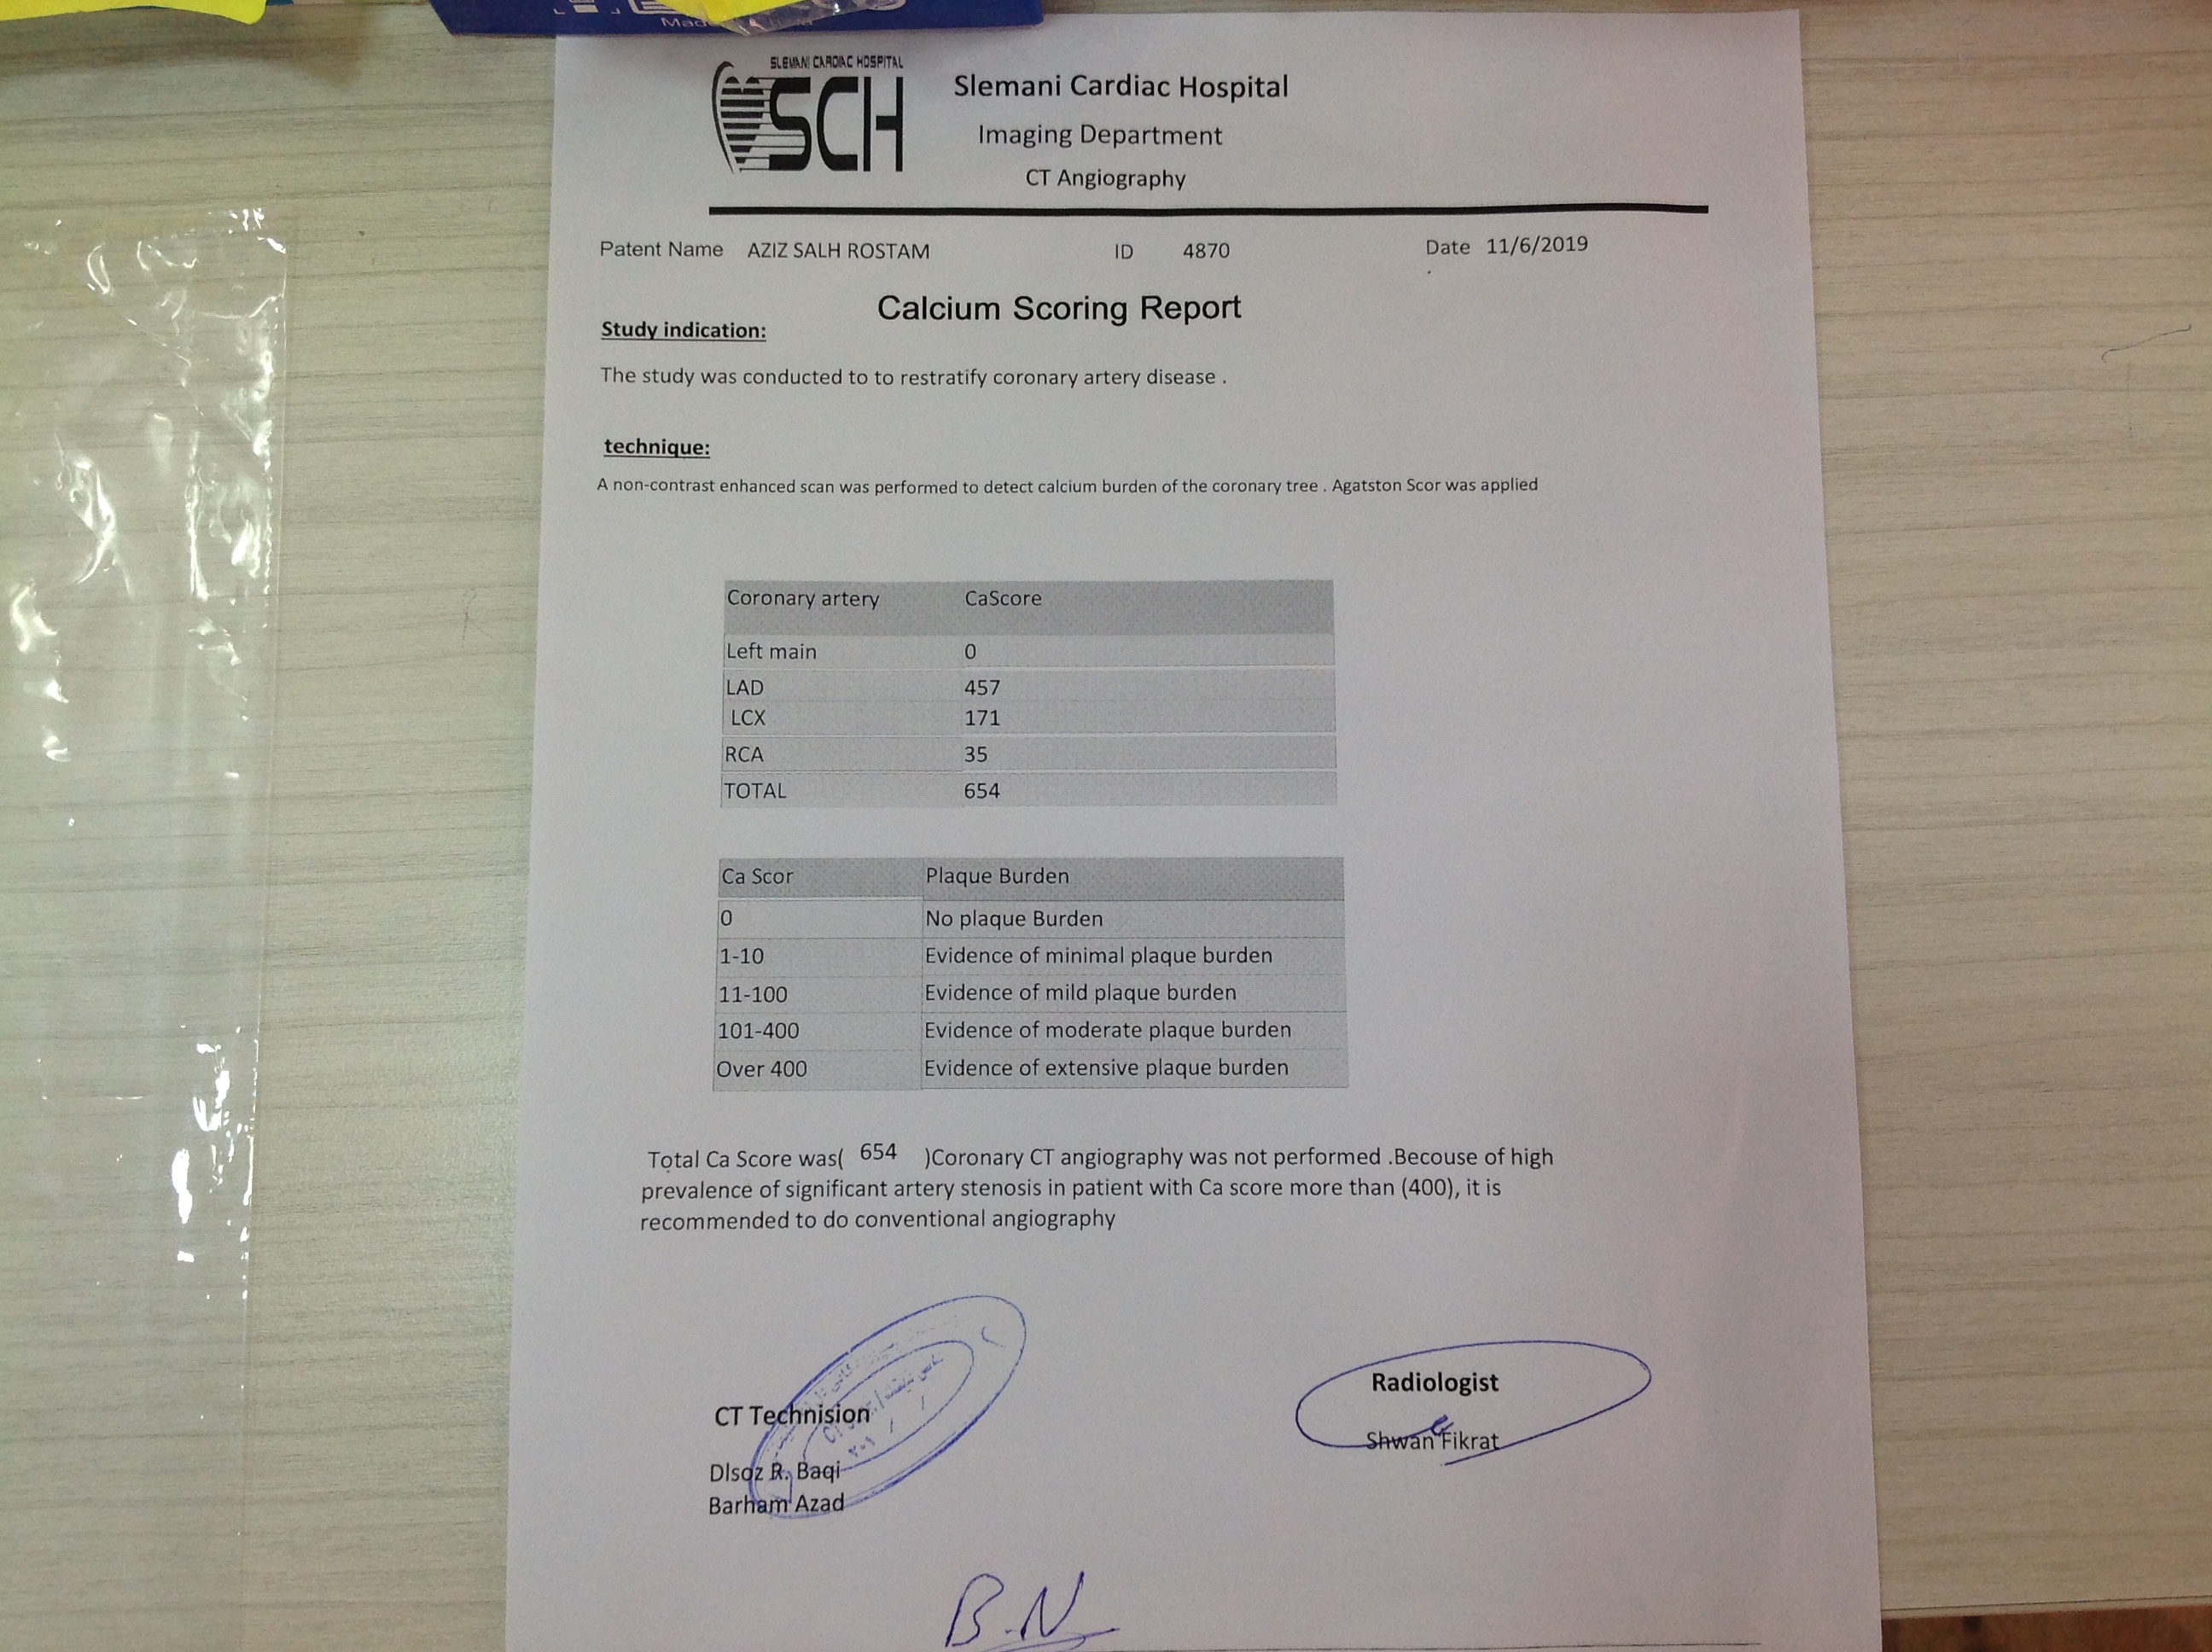 Made
SLEMANI CARDIAC HOSPITAL
SCH
Slemani Cardiac Hospital
Imaging Department
CT Angiography
Patent Name AZIZ SALH ROSTAM ID 4870 Date 11/6/2019
Calcium Scoring Report
Study indication:
The study was conducted to to restratify coronary artery disease .
technique:
A non-contrast enhanced scan was performed to detect calcium burden of the coronary tree . Agatston Scor was applied
Coronary artery CaScore
Left main 0
LAD 457
LCX 171
RCA 35
TOTAL 654
Ca Scor Plaque Burden
0 No plaque Burden
1-10 Evidence of minimal plaque burden
11-100 Evidence of mild plaque burden
101-400 Evidence of moderate plaque burden
Over 400 Evidence of extensive plaque burden
Total Ca Score was( 654 )Coronary CT angiography was not performed .Becouse of high
prevalence of significant artery stenosis in patient with Ca score more than (400), it is
recommended to do conventional angiography
CT Technision
Dlsoz R. Baqi
Barham Azad
Radiologist
Shwan Fikrat
B.N